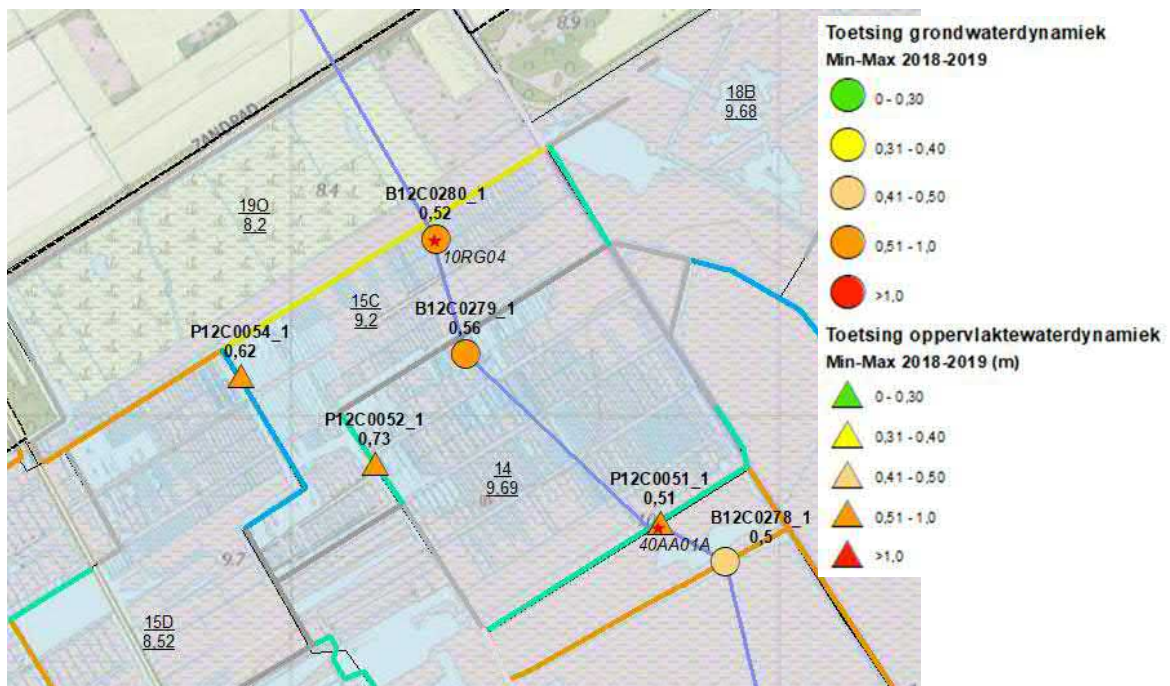 8.9
18B
9.68
ZANDPAD
8.4
19O
8.2
B12C0280_1
0,52
10RG04
15C
9.2
B12C0279_1
0,56
P12C0054_1
0,62
P12C0052_1
0,73
14
9.69
P12C0051_1
0,51
40AA01A
B12C0278_1
0,5
9.7
15D
8.52
Toetsing grondwaterdynamiek
Min-Max 2018-2019
0 - 0,30
0,31 - 0,40
0,41 - 0,50
0,51 - 1,0
>1,0
Toetsing oppervlaktewaterdynamiek
Min-Max 2018-2019 (m)
0 - 0,30
0,31 - 0,40
0,41 - 0,50
0,51 - 1,0
>1,0